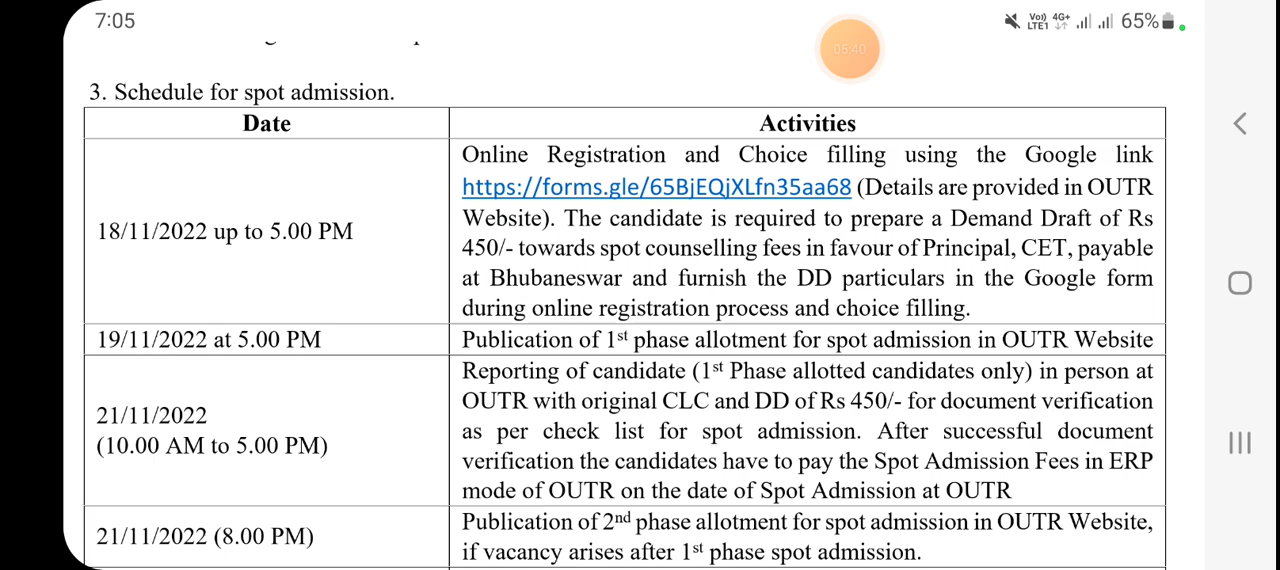 7:05
Vo)) 4G+
LTE1 65%
05:40
3. Schedule for spot admission.
Date
Activities
18/11/2022 up to 5.00 PM
Online Registration and Choice filling using the Google link
https://forms.gle/65BjEQjXLfn35aa68 (Details are provided in OUTR
Website). The candidate is required to prepare a Demand Draft of Rs
450/- towards spot counselling fees in favour of Principal, CET, payable
at Bhubaneswar and furnish the DD particulars in the Google form
during online registration process and choice filling.
19/11/2022 at 5.00 PM
Publication of 1st phase allotment for spot admission in OUTR Website
21/11/2022
(10.00 AM to 5.00 PM)
Reporting of candidate (1st Phase allotted candidates only) in person at
OUTR with original CLC and DD of Rs 450/- for document verification
as per check list for spot admission. After successful document
verification the candidates have to pay the Spot Admission Fees in ERP
mode of OUTR on the date of Spot Admission at OUTR
21/11/2022 (8.00 PM)
Publication of 2nd phase allotment for spot admission in OUTR Website,
if vacancy arises after 1st phase spot admission.